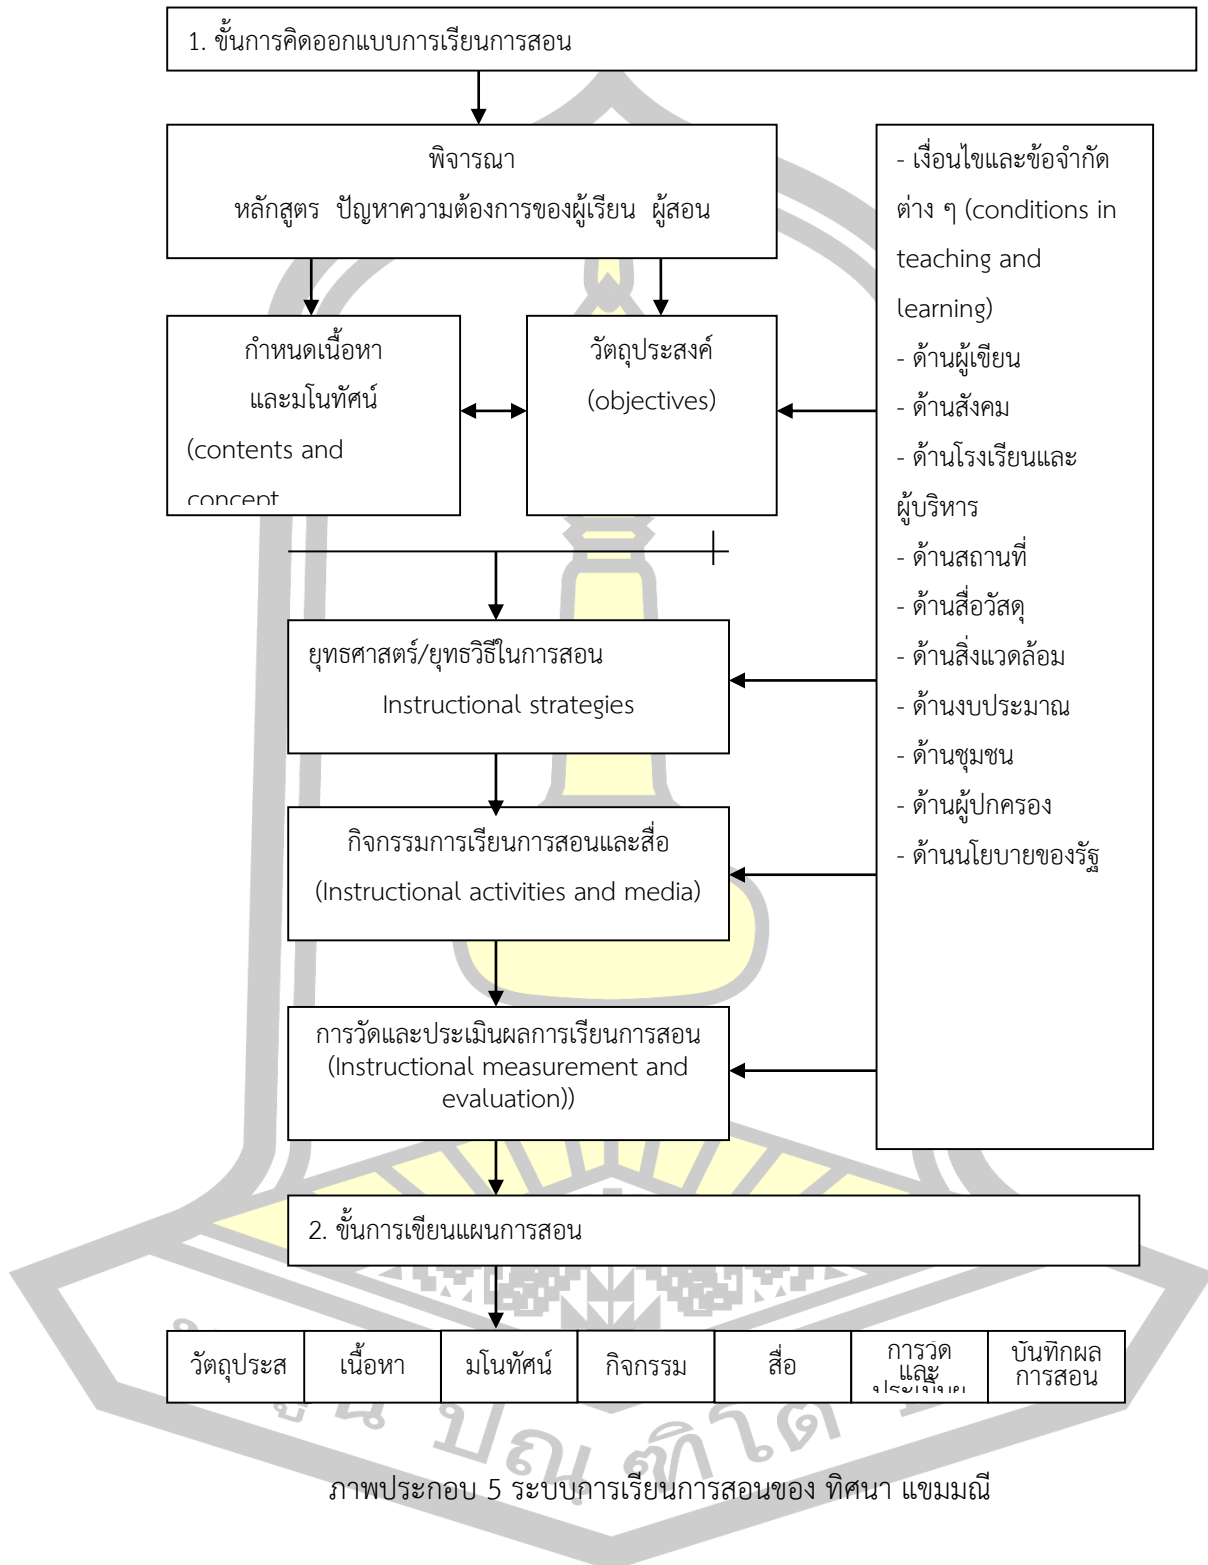 1. ขั้นการคิดออกแบบการเรียนการสอน
พิจารณา
หลักสูตร ปัญหาความต้องการของผู้เรียน ผู้สอน
กำหนดเนื้อหา
และมโนทัศน์
(contents and
concept
วัตถุประสงค์
(objectives)
- เงื่อนไขและข้อจำกัด
ต่าง ๆ (conditions in
teaching and
learning)
- ด้านผู้เขียน
- ด้านสังคม
- ด้านโรงเรียนและ
ผู้บริหาร
- ด้านสถานที่
- ด้านสื่อวัสดุ
- ด้านสิ่งแวดล้อม
- ด้านงบประมาณ
- ด้านชุมชน
- ด้านผู้ปกครอง
- ด้านนโยบายของรัฐ
ยุทธศาสตร์/ยุทธวิธีในการสอน
Instructional strategies
กิจกรรมการเรียนการสอนและสื่อ
(Instructional activities and media)
การวัดและประเมินผลการเรียนการสอน
(Instructional measurement and
evaluation))
2. ขั้นการเขียนแผนการสอน
วัตถุประส
เนื้อหา
มโนทัศน์
กิจกรรม
สื่อ
การวัด
และ
บันทึกผล
การสอน
ปณฺฑิโต
ภาพประกอบ 5 ระบบการเรียนการสอนของ ทิศนา แขมมณี